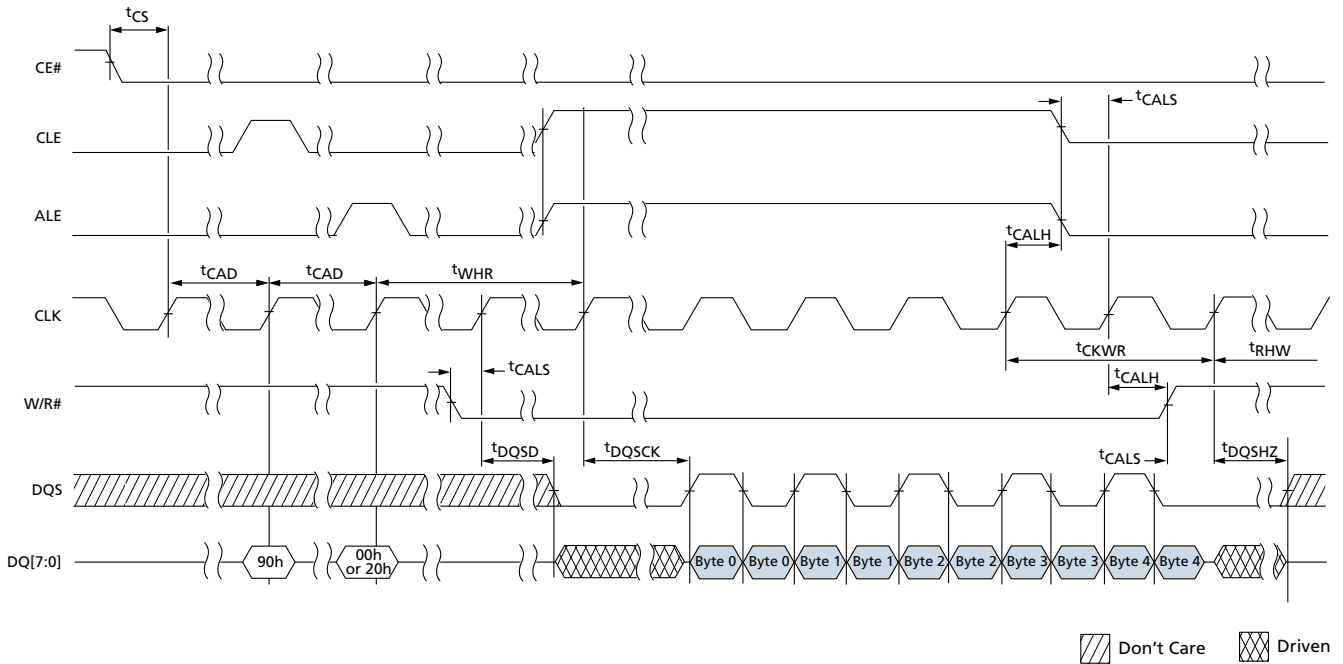 tCS
CE#
tCALS
CLE
ALE
tCALH
tCAD tCAD tWHR
CLK
tCKWR tRHW
tCALS
tCALH
W/R#
tDQSD tDQSCK tCALS tDQSHZ
DQS
DQ[7:0] 90h 00h or 20h Byte 0 Byte 0 Byte 1 Byte 1 Byte 2 Byte 2 Byte 3 Byte 3 Byte 4 Byte 4
Don't Care Driven